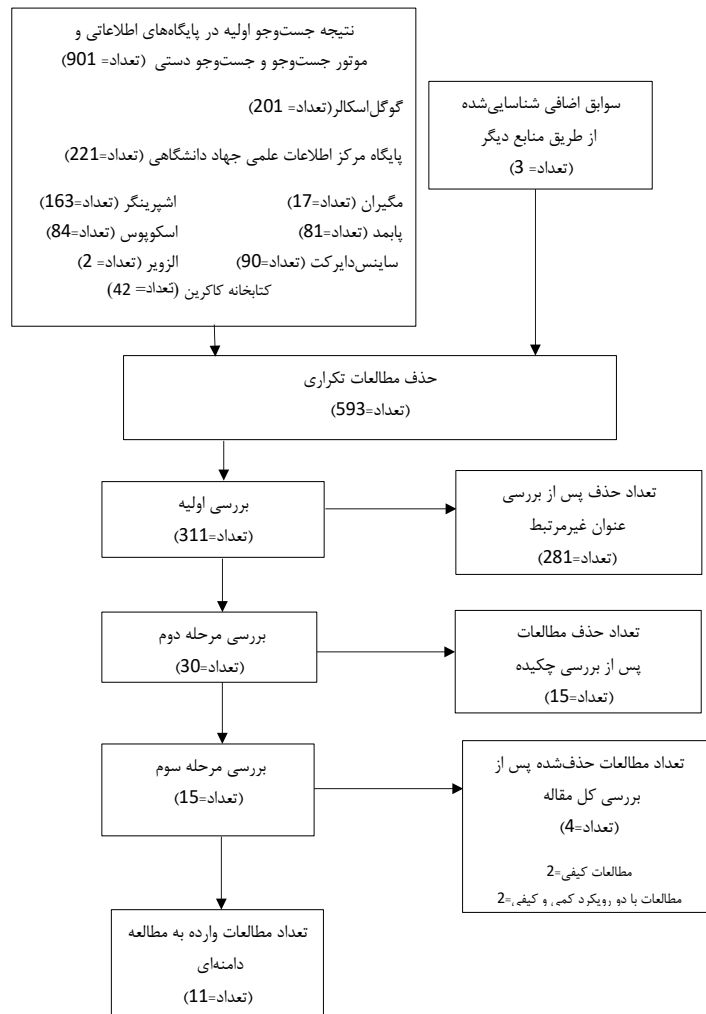 نتیجه جست‌وجو اولیه در پایگاه‌های اطلاعاتی و
موتور جست‌وجو و جست‌وجو دستی (تعداد= 901)
گوگل‌اسکالر(تعداد= 201)
پایگاه مرکز اطلاعات علمی جهاد دانشگاهی (تعداد=221)
مگیران (تعداد=17) اشپرینگر (تعداد=163)
پابمد (تعداد=81) اسکوپوس (تعداد=84)
ساینس‌دایرکت (تعداد=90) الزویر (تعداد= 2)
کتابخانه کاکرین (تعداد= 42)
سوابق اضافی شناسایی‌شده
از طریق منابع دیگر
(تعداد= 3)
حذف مطالعات تکراری
(تعداد=593)
بررسی اولیه
(تعداد=311)
تعداد حذف پس از بررسی
عنوان غیرمرتبط
(تعداد=281)
بررسی مرحله دوم
(تعداد=30)
تعداد حذف مطالعات
پس از بررسی چکیده
(تعداد=15)
بررسی مرحله سوم
(تعداد=15)
تعداد مطالعات حذف‌شده پس از
بررسی کل مقاله
(تعداد=4)
مطالعات کیفی=2
مطالعات با دو رویکرد کمی و کیفی=2
تعداد مطالعات وارده به مطالعه
دامنه‌ای
(تعداد=11)